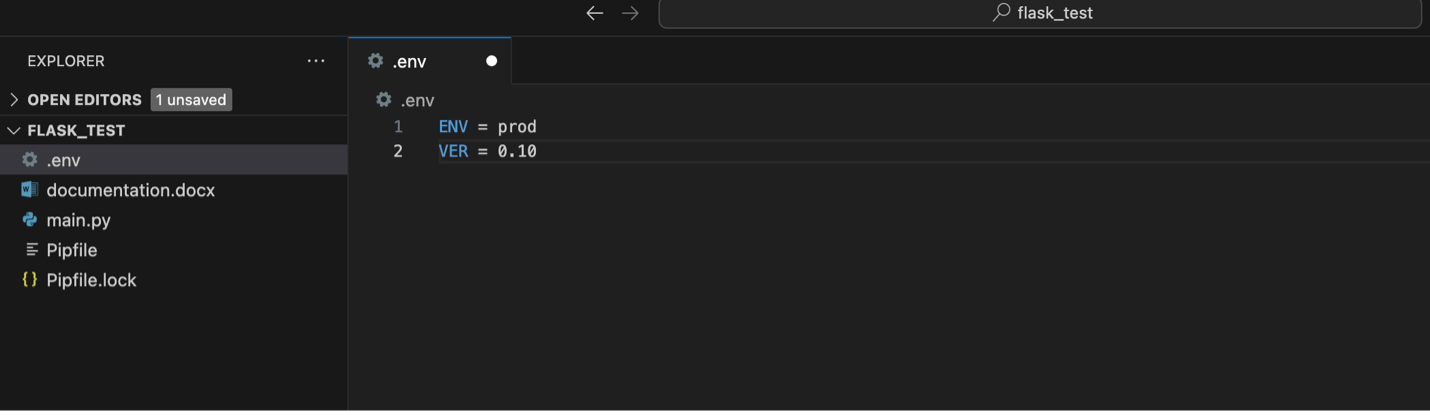 flask_test
EXPLORER
.env
OPEN EDITORS 1 unsaved
.env
FLASK_TEST
1 ENV = prod
2 VER = 0.10
.env
documentation.docx
main.py
Pipfile
Pipfile.lock